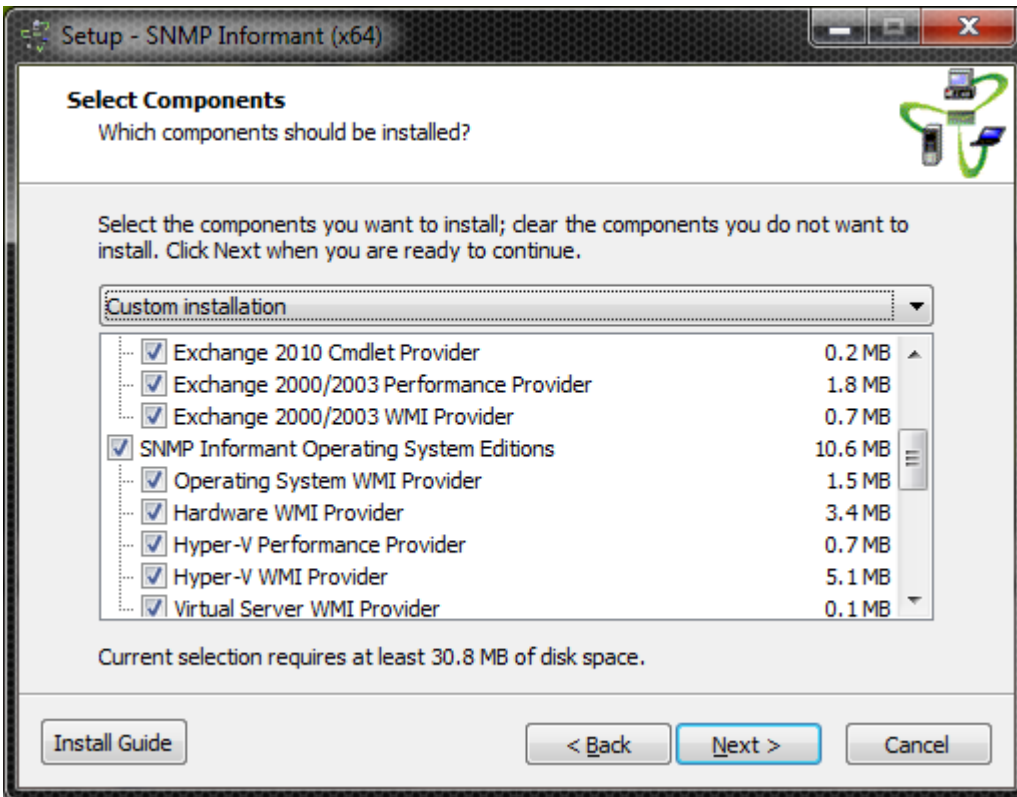 Setup - SNMP Informant (x64)
Select Components
Which components should be installed?
Select the components you want to install; clear the components you do not want to
install. Click Next when you are ready to continue.
Custom installation
Exchange 2010 Cmdlet Provider 0.2 MB
Exchange 2000/2003 Performance Provider 1.8 MB
Exchange 2000/2003 WMI Provider 0.7 MB
SNMP Informant Operating System Editions 10.6 MB
Operating System WMI Provider 1.5 MB
Hardware WMI Provider 3.4 MB
Hyper-V Performance Provider 0.7 MB
Hyper-V WMI Provider 5.1 MB
Virtual Server WMI Provider 0.1 MB
Current selection requires at least 30.8 MB of disk space.
Install Guide < Back Next > Cancel